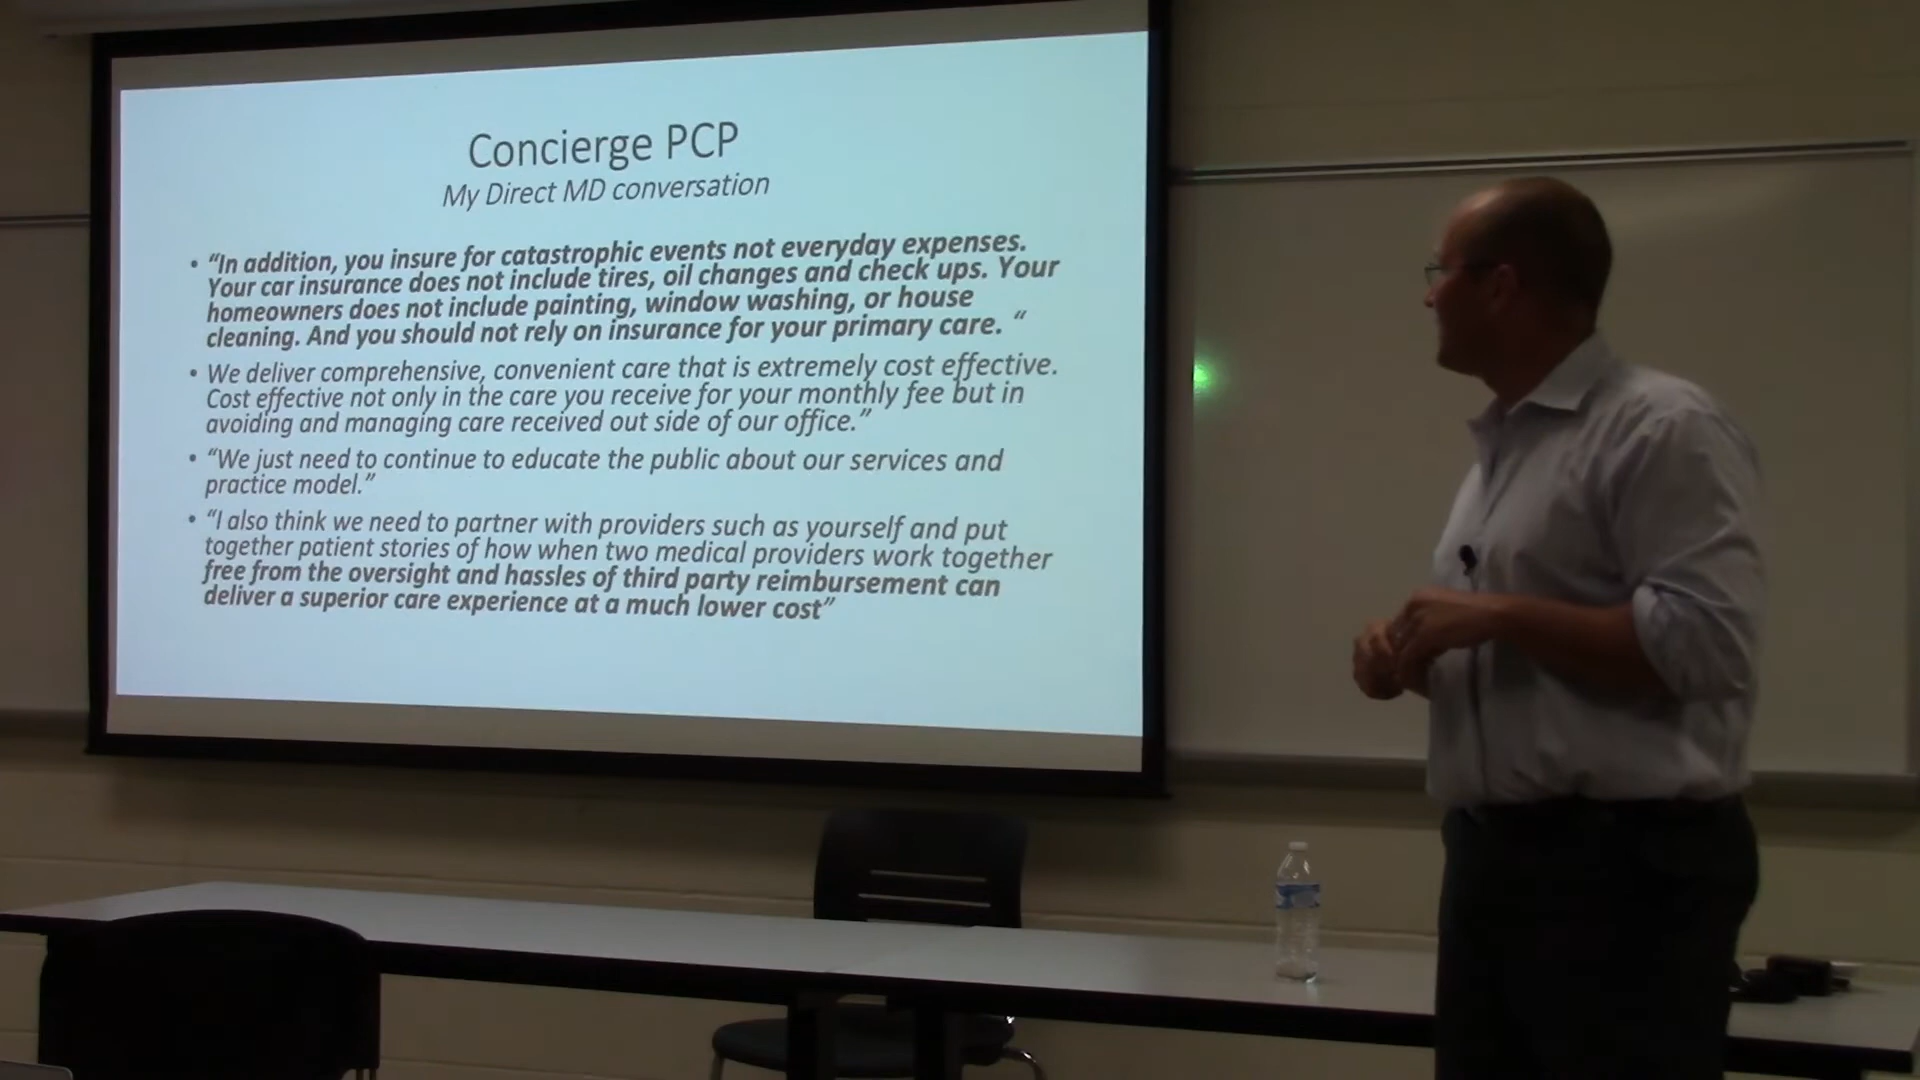 Concierge PCP
My Direct MD conversation
• “In addition, you insure for catastrophic events not everyday expenses.
Your car insurance does not include tires, oil changes and check ups. Your
homeowners does not include painting, window washing, or house
cleaning. And you should not rely on insurance for your primary care. “
• We deliver comprehensive, convenient care that is extremely cost effective.
Cost effective not only in the care you receive for your monthly fee but in
avoiding and managing care received out side of our office.”
• “We just need to continue to educate the public about our services and
practice model.”
• “I also think we need to partner with providers such as yourself and put
together patient stories of how when two medical providers work together
free from the oversight and hassles of third party reimbursement can
deliver a superior care experience at a much lower cost”